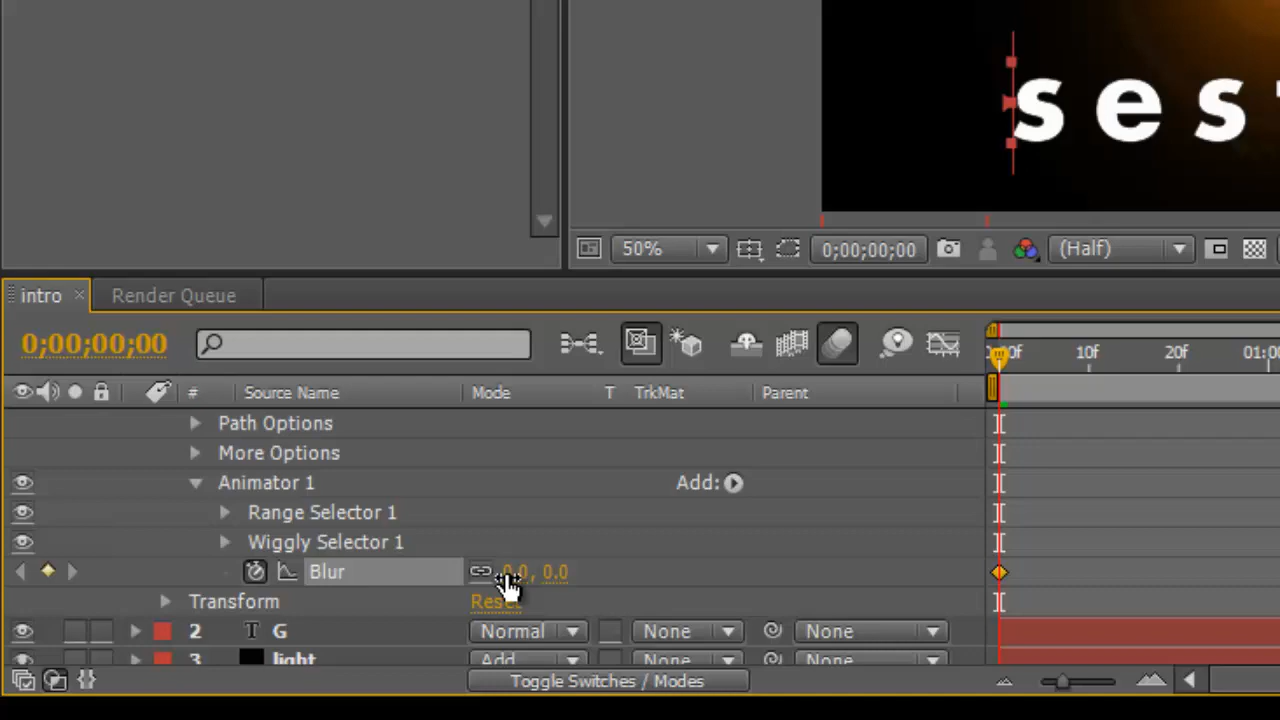 s e s
50%
0;00;00;00
(Half)
intro
Render Queue
0;00;00;00
10f
20f
01:0
#
Source Name
Mode
T
TrkMat
Parent
Path Options
More Options
Animator 1
Add:
Range Selector 1
Wiggly Selector 1
Blur
0.0, 0.0
Transform
Reset
2
T
G
Normal
None
None
3
light
Add
None
None
Toggle Switches / Modes